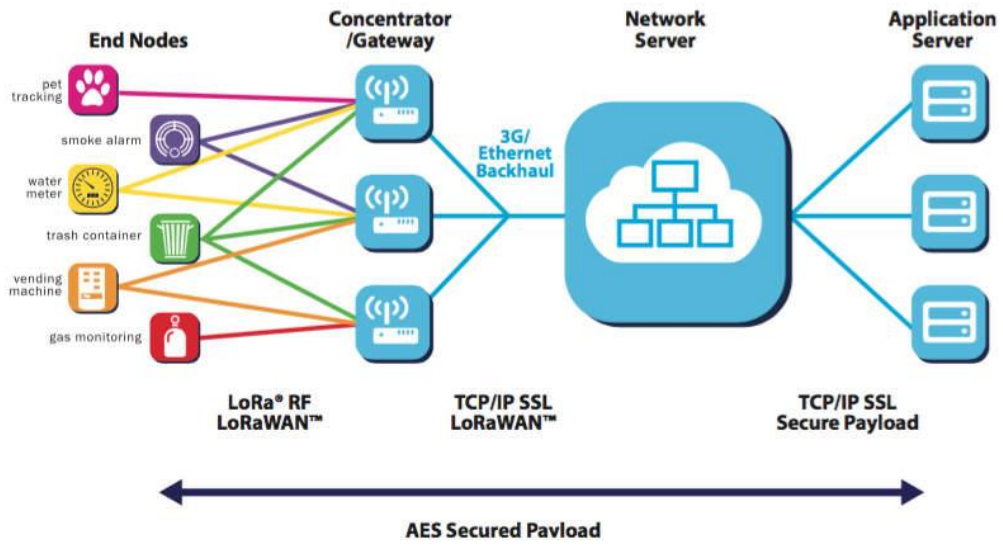 End Nodes
Concentrator
/Gateway
Network
Server
Application
Server
pet
tracking
smoke alarm
water
meter
trash container
vending
machine
gas monitoring
3G/
Ethernet
Backhaul
LoRa® RF
LoRaWAN™
TCP/IP SSL
LoRaWAN™
TCP/IP SSL
Secure Payload
AES Secured Payload